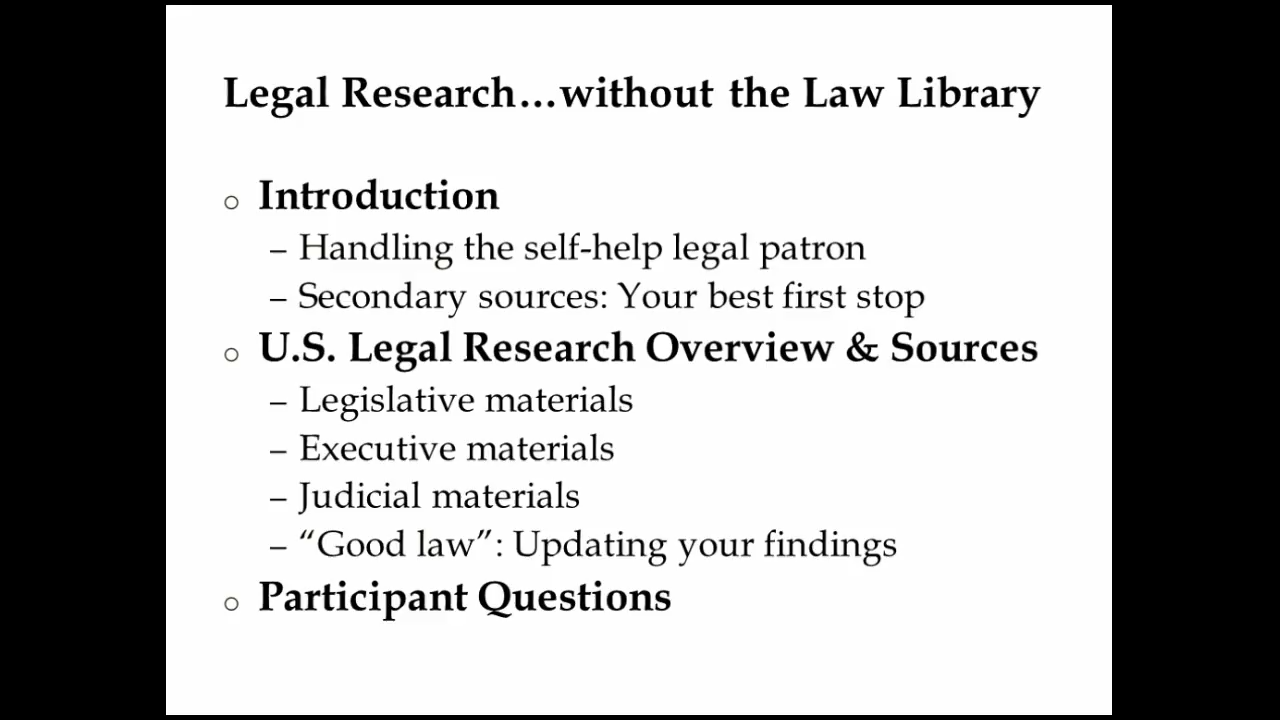 Legal Research…without the Law Library
○ Introduction
– Handling the self-help legal patron
– Secondary sources: Your best first stop
○ U.S. Legal Research Overview & Sources
– Legislative materials
– Executive materials
– Judicial materials
– “Good law”: Updating your findings
○ Participant Questions